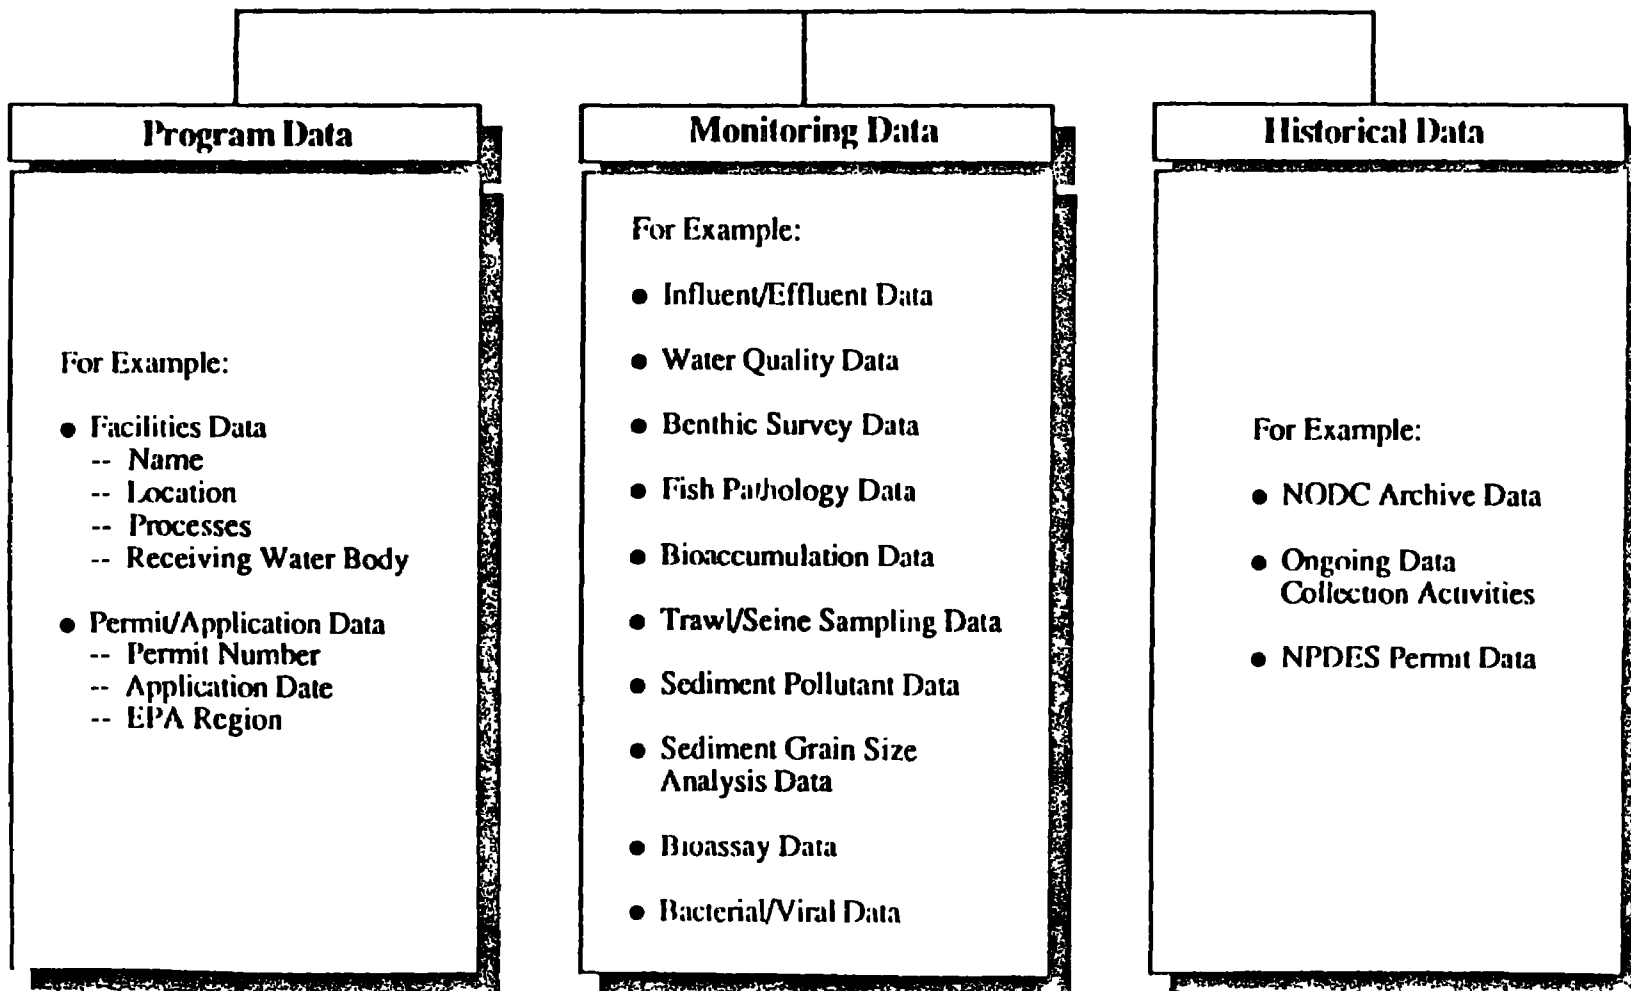 Program Data
For Example:
● Facilities Data
-- Name
-- Location
-- Processes
-- Receiving Water Body
● Permit/Application Data
-- Permit Number
-- Application Date
-- EPA Region
Monitoring Data
For Example:
● Influent/Effluent Data
● Water Quality Data
● Benthic Survey Data
● Fish Pathology Data
● Bioaccumulation Data
● Trawl/Seine Sampling Data
● Sediment Pollutant Data
● Sediment Grain Size
Analysis Data
● Bioassay Data
● Bacterial/Viral Data
Historical Data
For Example:
● NODC Archive Data
● Ongoing Data
Collection Activities
● NPDES Permit Data